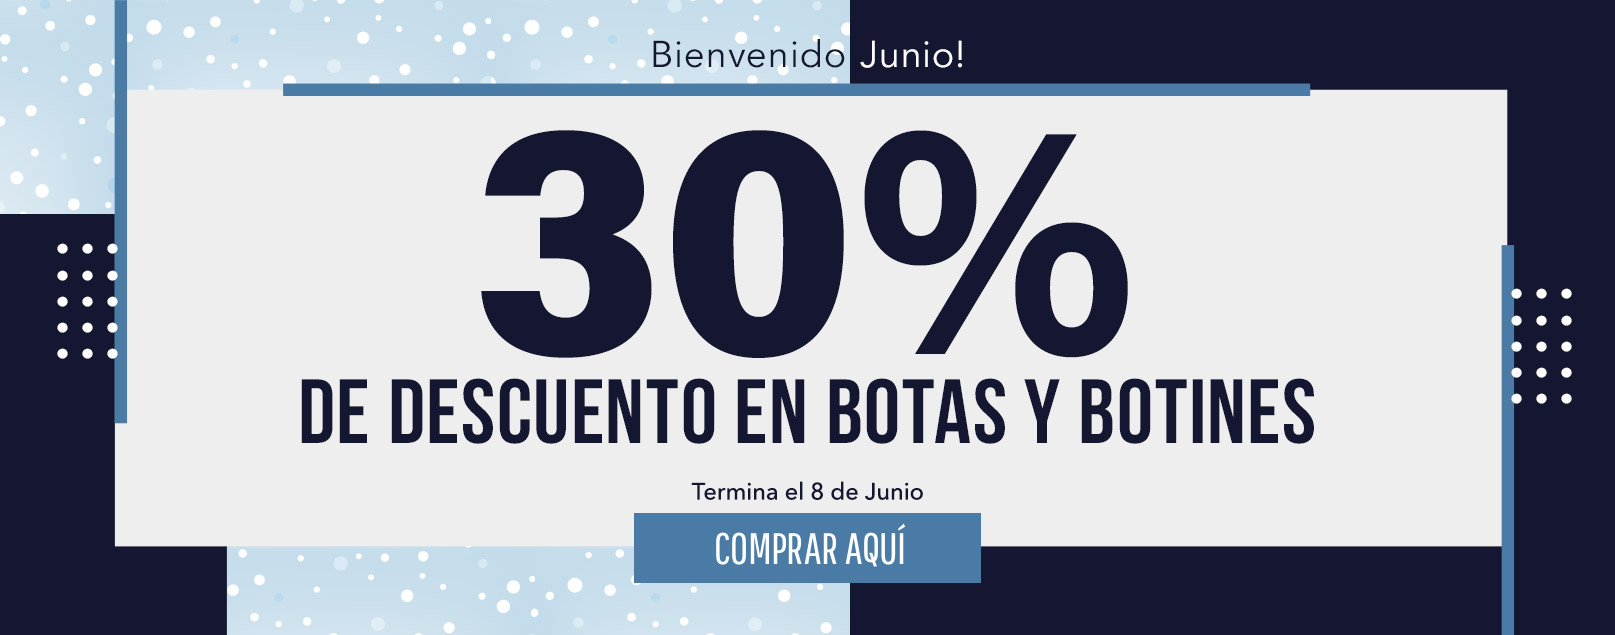 Bienvenido Junio!
30%
DE DESCUENTO EN BOTAS Y BOTINES
Termina el 8 de Junio
COMPRAR AQUÍ